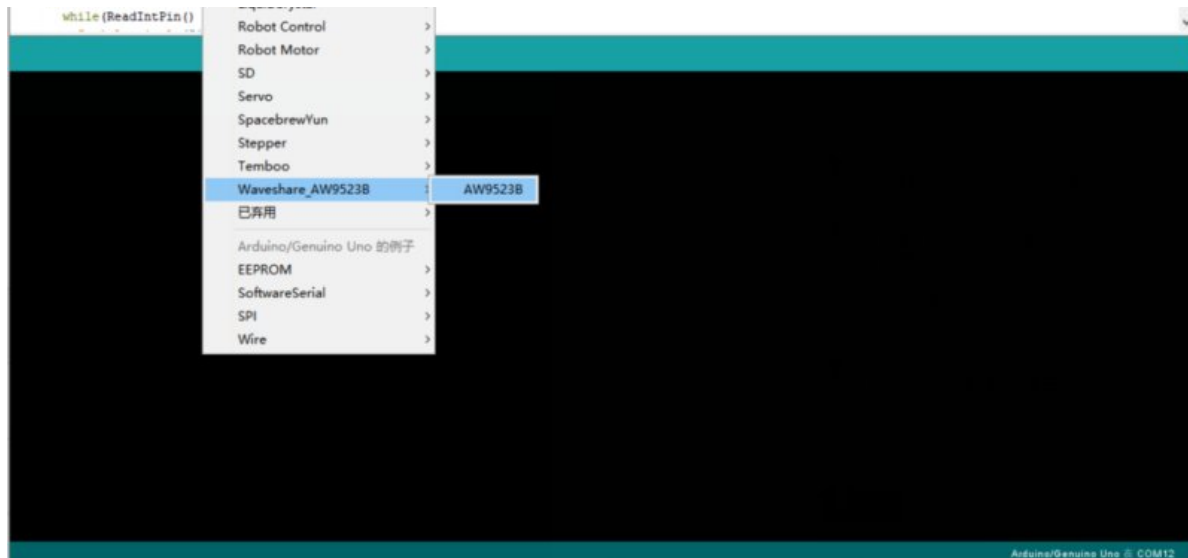 while(ReadIntPin()
Robot Control
Robot Motor
SD
Servo
SpacebrewYun
Stepper
Temboo
Waveshare_AW9523B
AW9523B
已弃用
Arduino/Genuino Uno 的例子
EEPROM
SoftwareSerial
SPI
Wire
Arduino/Genuino Uno 在 COM12